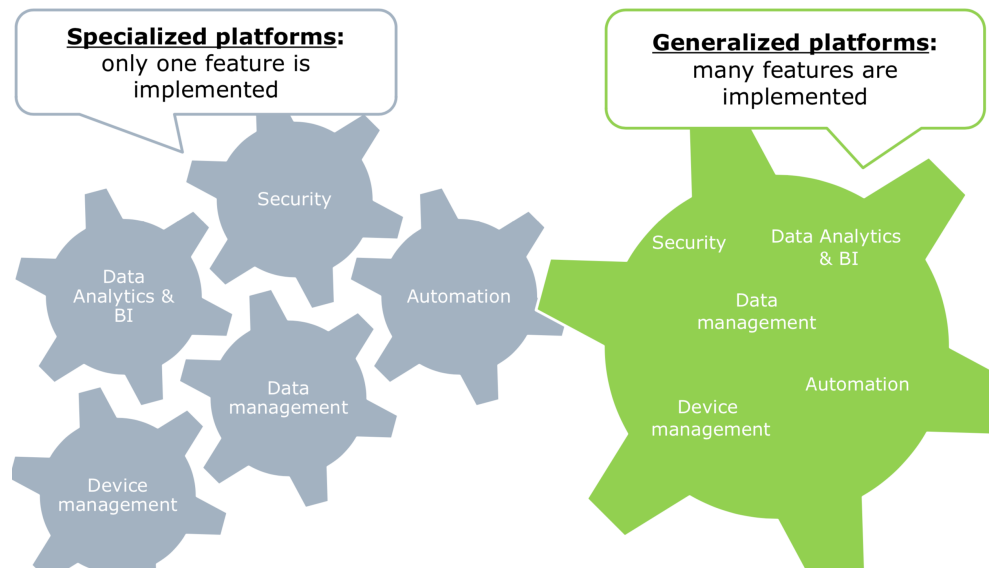 Specialized platforms:
only one feature is
implemented
Generalized platforms:
many features are
implemented
Security
Data
Analytics &
BI
Automation
Data
management
Device
management
Security
Data Analytics
& BI
Data
management
Automation
Device
management